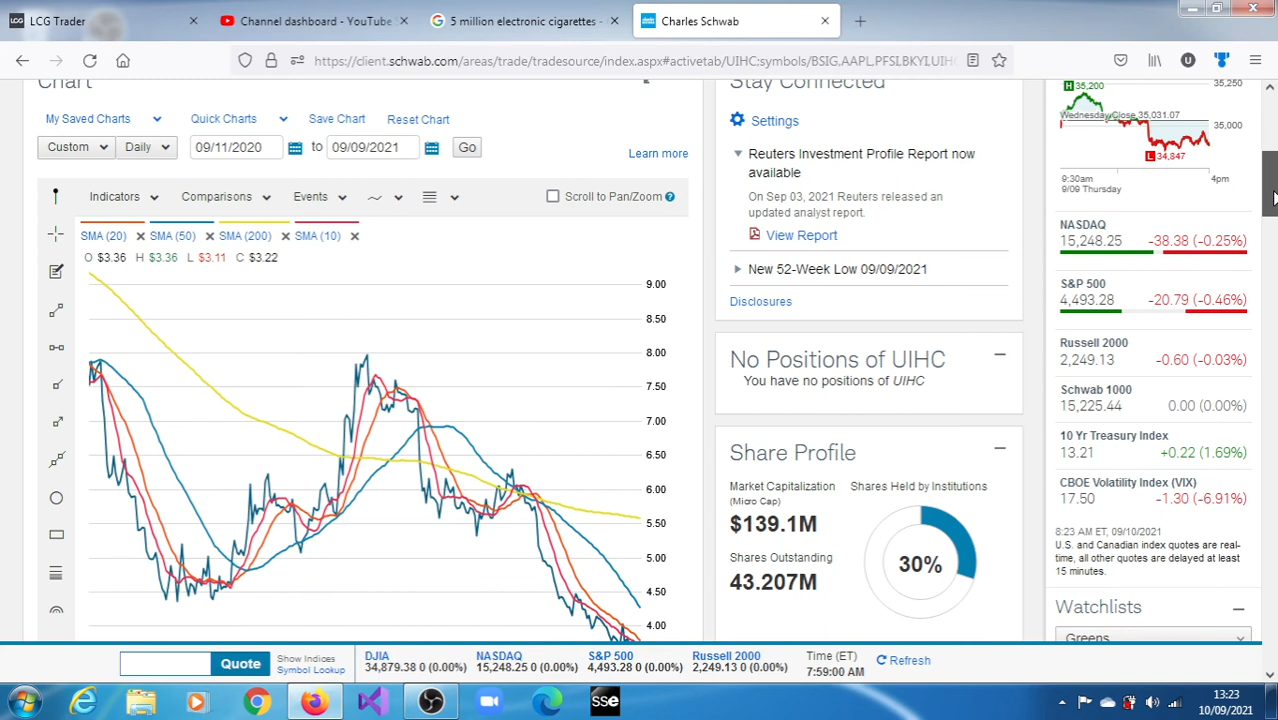 LCG Trader
Channel dashboard - YouTube
5 million electronic cigarettes -
Charles Schwab
https://client.schwab.com/areas/trade/tradesource/index.aspx#activetab/UIHC:symbols/BSIG,AAPL,PFSI,BKYI,UIHC
Chart
My Saved Charts
Quick Charts
Save Chart
Reset Chart
Custom
Daily
09/11/2020
to
09/09/2021
Go
Learn more
Indicators
Comparisons
Events
Scroll to Pan/Zoom
SMA (20)
SMA (50)
SMA (200)
SMA (10)
O $3.36 H $3.36 L $3.11 C $3.22
9.00
8.50
8.00
7.50
7.00
6.50
6.00
5.50
5.00
4.50
4.00
Stay Connected
Settings
Reuters Investment Profile Report now
available
On Sep 03, 2021 Reuters released an
updated analyst report.
View Report
New 52-Week Low 09/09/2021
Disclosures
No Positions of UIHC
You have no positions of UIHC
Share Profile
Market Capitalization
(Micro Cap)
$139.1M
Shares Outstanding
43.207M
Shares Held by Institutions
30%
H 35,200
35,250
Wednesday Close 35,031.07
35,000
L 34,847
9:30am
4pm
9/09 Thursday
NASDAQ
15,248.25 -38.38 (-0.25%)
S&P 500
4,493.28 -20.79 (-0.46%)
Russell 2000
2,249.13 -0.60 (-0.03%)
Schwab 1000
15,225.44 0.00 (0.00%)
10 Yr Treasury Index
13.21 +0.22 (1.69%)
CBOE Volatility Index (VIX)
17.50 -1.30 (-6.91%)
8:23 AM ET, 09/10/2021
U.S. and Canadian index quotes are real-
time, all other quotes are delayed at least
15 minutes.
Watchlists
Greens
Quote
Show Indices
Symbol Lookup
DJIA
34,879.38 0 (0.00%)
NASDAQ
15,248.25 0 (0.00%)
S&P 500
4,493.28 0 (0.00%)
Russell 2000
2,249.13 0 (0.00%)
Time (ET)
7:59:00 AM
Refresh
sse
13:23
10/09/2021